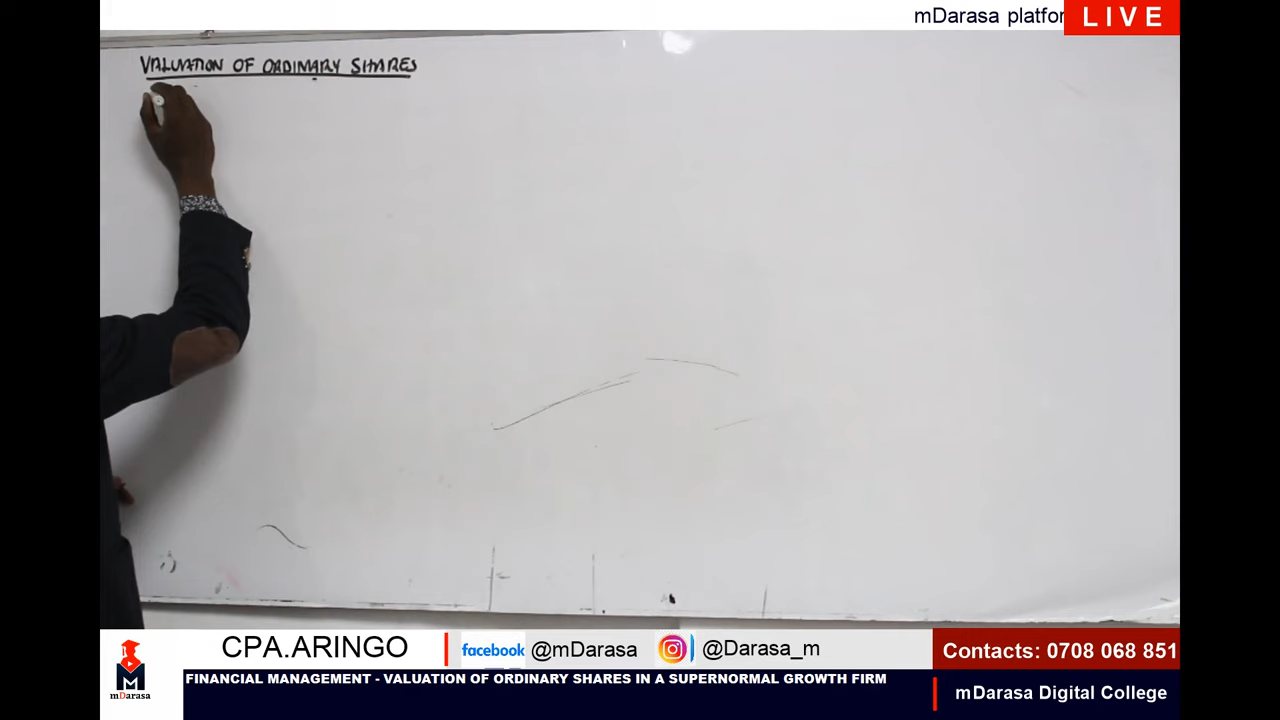 mDarasa platfor
LIVE
VALUATION OF ORDINARY SHARES
CPA.ARINGO
facebook @mDarasa
@Darasa_m
Contacts: 0708 068 851
mDarasa
FINANCIAL MANAGEMENT - VALUATION OF ORDINARY SHARES IN A SUPERNORMAL GROWTH FIRM
mDarasa Digital College